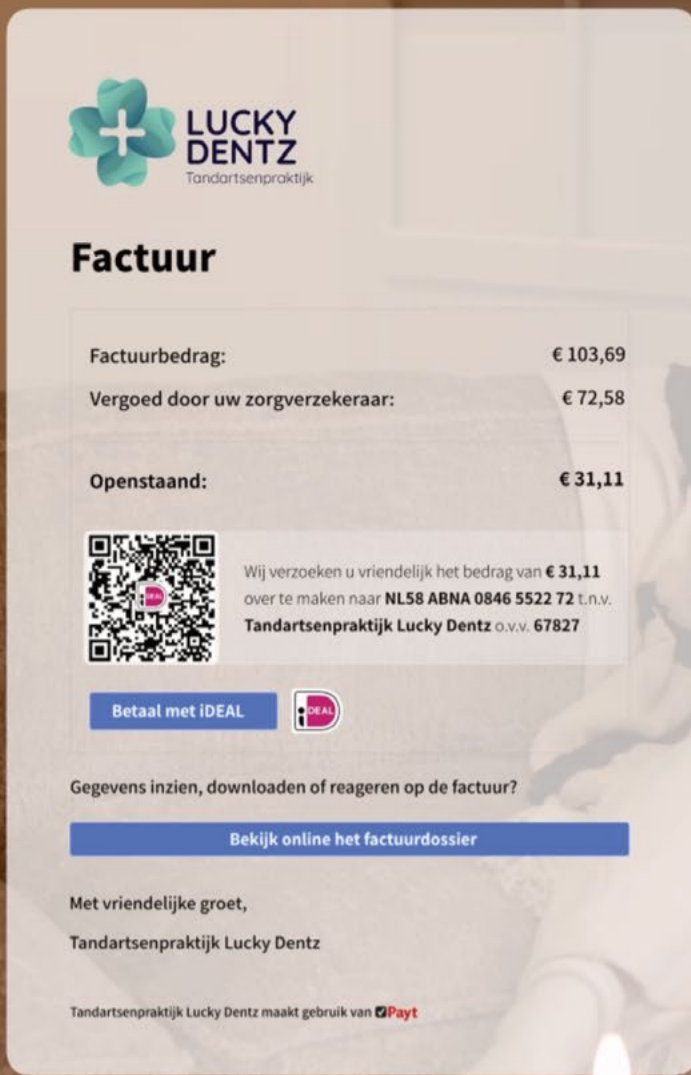 LUCKY
DENTZ
Tandartsenpraktijk
Factuur
Factuurbedrag: € 103,69
Vergoed door uw zorgverzekeraar: € 72,58
Openstaand: € 31,11
iDEAL
Wij verzoeken u vriendelijk het bedrag van € 31,11
over te maken naar NL58 ABNA 0846 5522 72 t.n.v.
Tandartsenpraktijk Lucky Dentz o.v.v. 67827
Betaal met iDEAL
iDEAL
Gegevens inzien, downloaden of reageren op de factuur?
Bekijk online het factuurdossier
Met vriendelijke groet,
Tandartsenpraktijk Lucky Dentz
Tandartsenpraktijk Lucky Dentz maakt gebruik van Payt